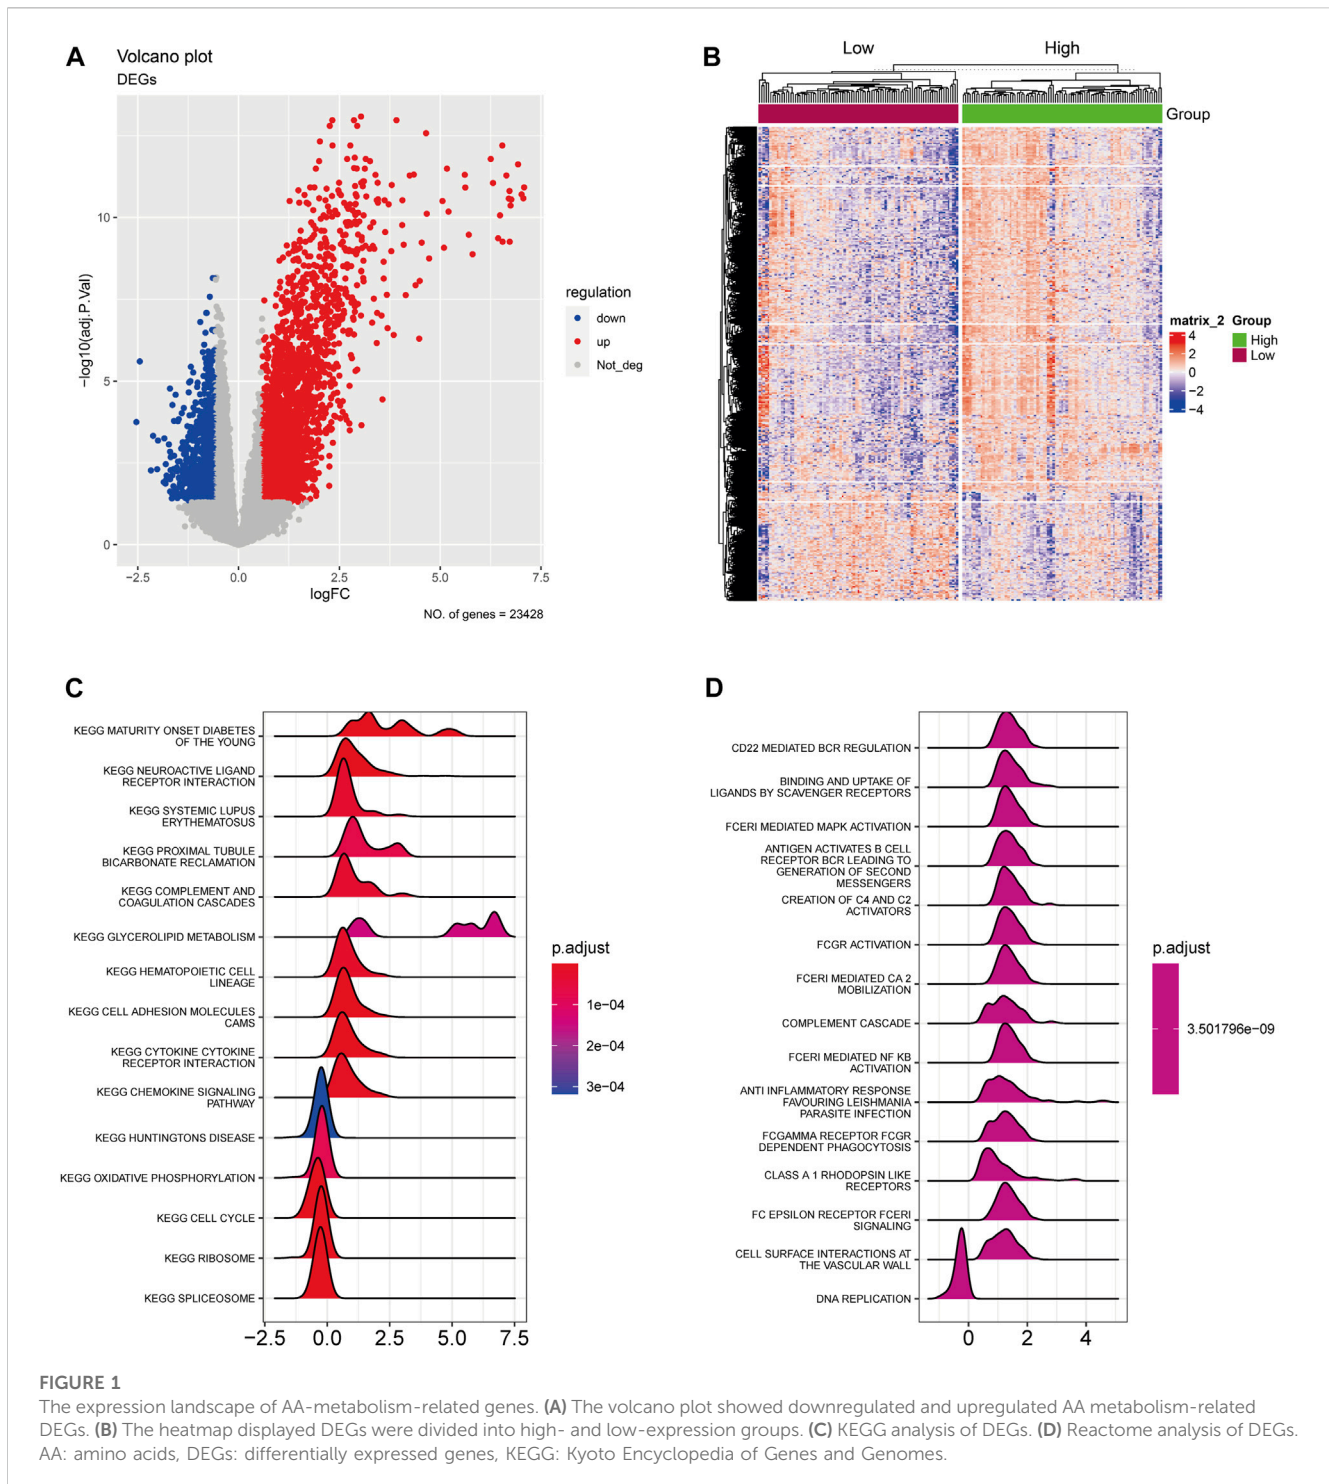 A
Volcano plot
DEGs
10
5
0
−log10(adj.P.Val)
−2.5
0.0
2.5
5.0
7.5
logFC
NO. of genes = 23428
regulation
down
up
Not_deg
B
Low
High
Group
matrix_2
4
2
0
−2
−4
Group
High
Low
C
KEGG MATURITY ONSET DIABETES
OF THE YOUNG
KEGG NEUROACTIVE LIGAND
RECEPTOR INTERACTION
KEGG SYSTEMIC LUPUS
ERYTHEMATOSUS
KEGG PROXIMAL TUBULE
BICARBONATE RECLAMATION
KEGG COMPLEMENT AND
COAGULATION CASCADES
KEGG GLYCEROLIPID METABOLISM
KEGG HEMATOPOIETIC CELL
LINEAGE
KEGG CELL ADHESION MOLECULES
CAMS
KEGG CYTOKINE CYTOKINE
RECEPTOR INTERACTION
KEGG CHEMOKINE SIGNALING
PATHWAY
KEGG HUNTINGTONS DISEASE
KEGG OXIDATIVE PHOSPHORYLATION
KEGG CELL CYCLE
KEGG RIBOSOME
KEGG SPLICEOSOME
−2.5
0.0
2.5
5.0
7.5
p.adjust
1e−04
2e−04
3e−04
D
CD22 MEDIATED BCR REGULATION
BINDING AND UPTAKE OF
LIGANDS BY SCAVENGER RECEPTORS
FCERI MEDIATED MAPK ACTIVATION
ANTIGEN ACTIVATES B CELL
RECEPTOR BCR LEADING TO
GENERATION OF SECOND
MESSENGERS
CREATION OF C4 AND C2
ACTIVATORS
FCGR ACTIVATION
FCERI MEDIATED CA 2
MOBILIZATION
COMPLEMENT CASCADE
FCERI MEDIATED NF KB
ACTIVATION
ANTI INFLAMMATORY RESPONSE
FAVOURING LEISHMANIA
PARASITE INFECTION
FCGAMMA RECEPTOR FCGR
DEPENDENT PHAGOCYTOSIS
CLASS A 1 RHODOPSIN LIKE
RECEPTORS
FC EPSILON RECEPTOR FCERI
SIGNALING
CELL SURFACE INTERACTIONS AT
THE VASCULAR WALL
DNA REPLICATION
0
2
4
p.adjust
3.501796e−09
FIGURE 1
The expression landscape of AA-metabolism-related genes. (A) The volcano plot showed downregulated and upregulated AA metabolism-related
DEGs. (B) The heatmap displayed DEGs were divided into high- and low-expression groups. (C) KEGG analysis of DEGs. (D) Reactome analysis of DEGs.
AA: amino acids, DEGs: differentially expressed genes, KEGG: Kyoto Encyclopedia of Genes and Genomes.